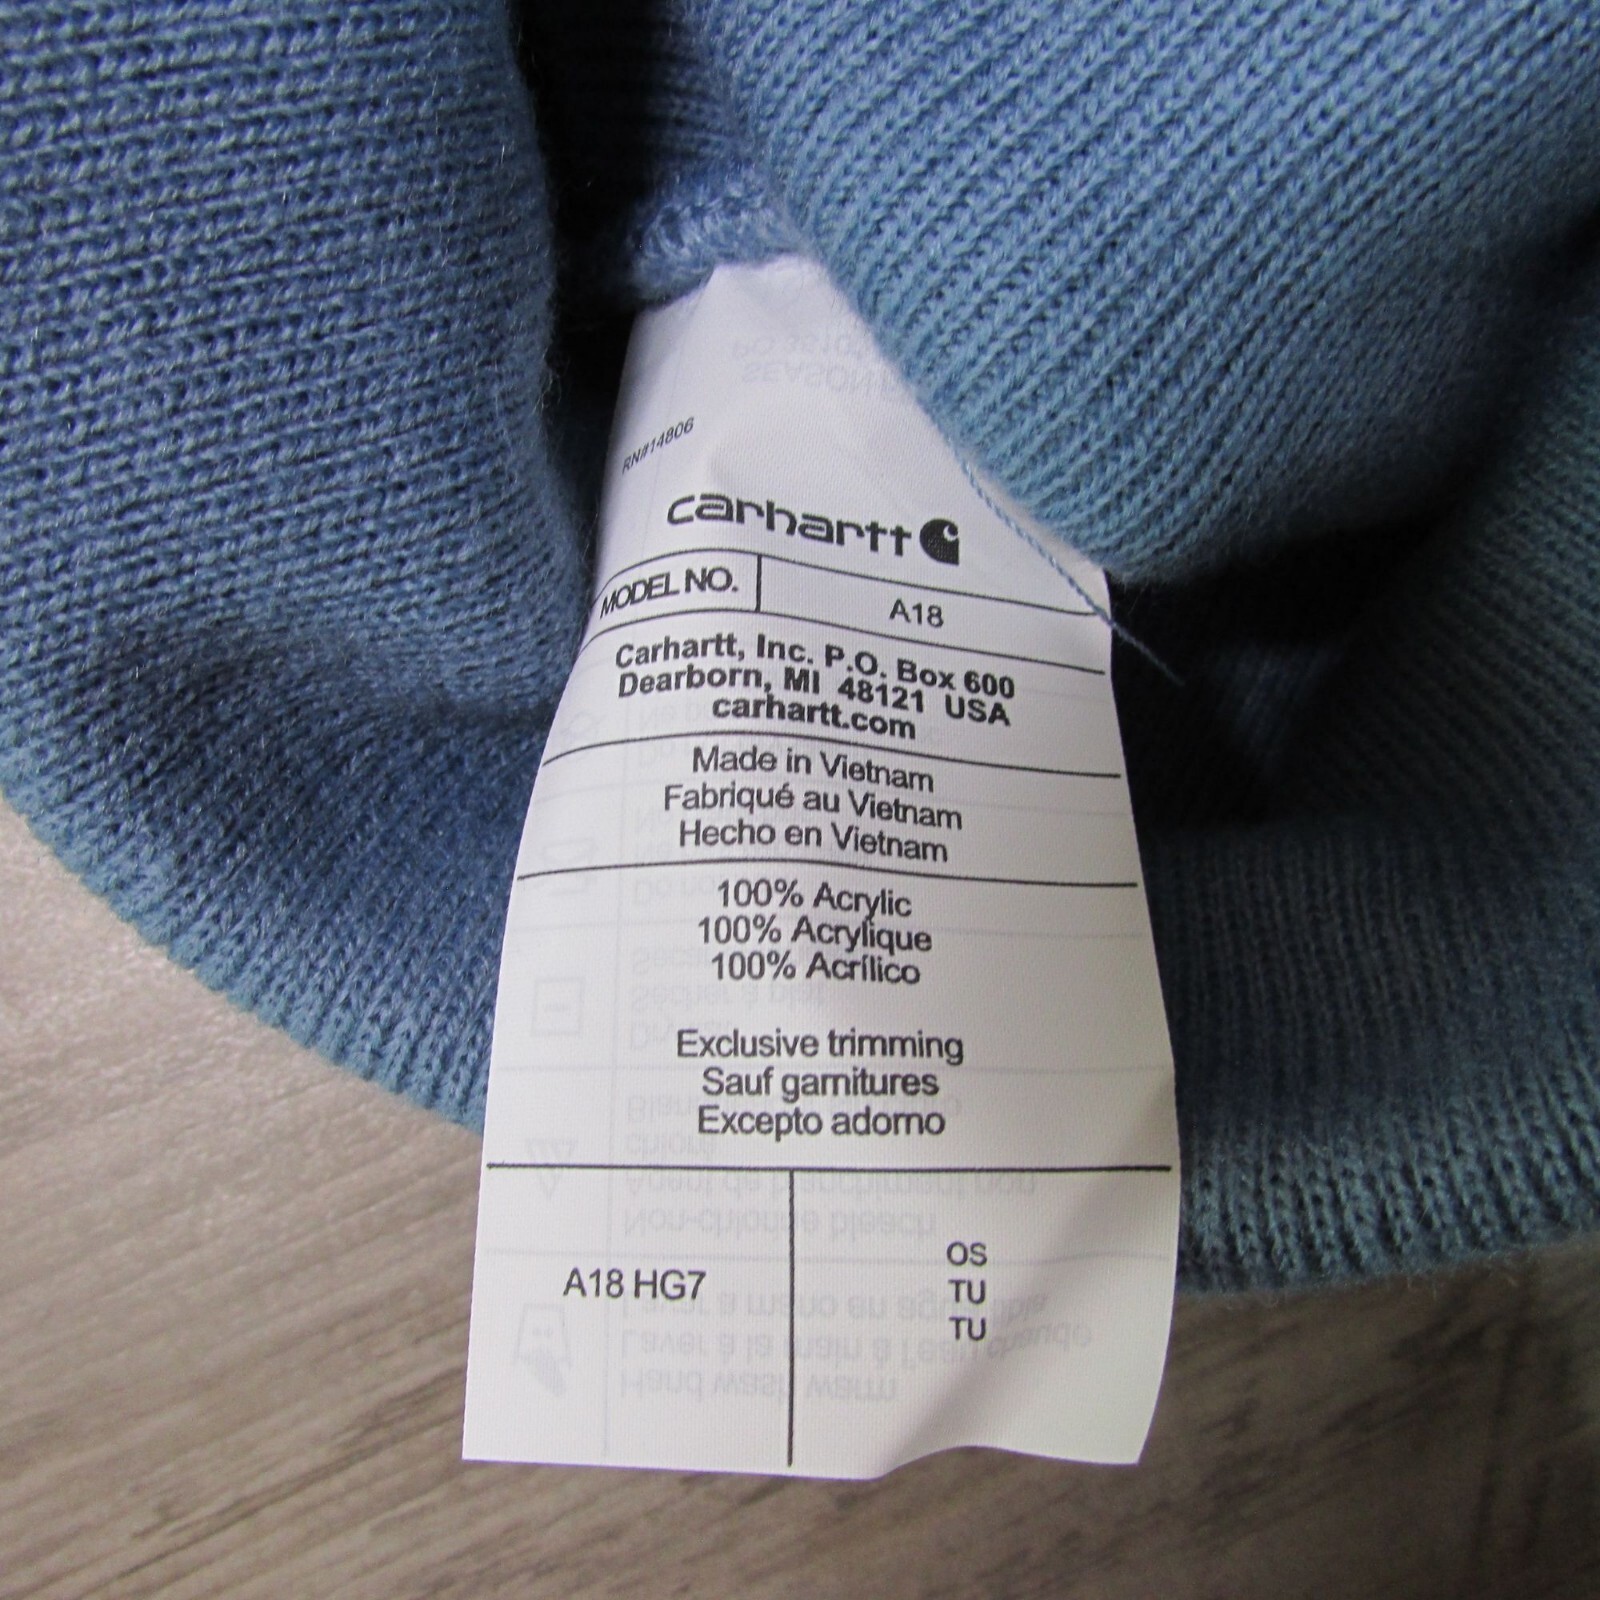 RN#14806
carhartt
MODEL NO. A18
Carhartt, Inc. P.O. Box 600
Dearborn, MI 48121 USA
carhartt.com
Made in Vietnam
Fabriqué au Vietnam
Hecho en Vietnam
100% Acrylic
100% Acrylique
100% Acrílico
Exclusive trimming
Sauf garnitures
Excepto adorno
A18 HG7
OS
TU
TU